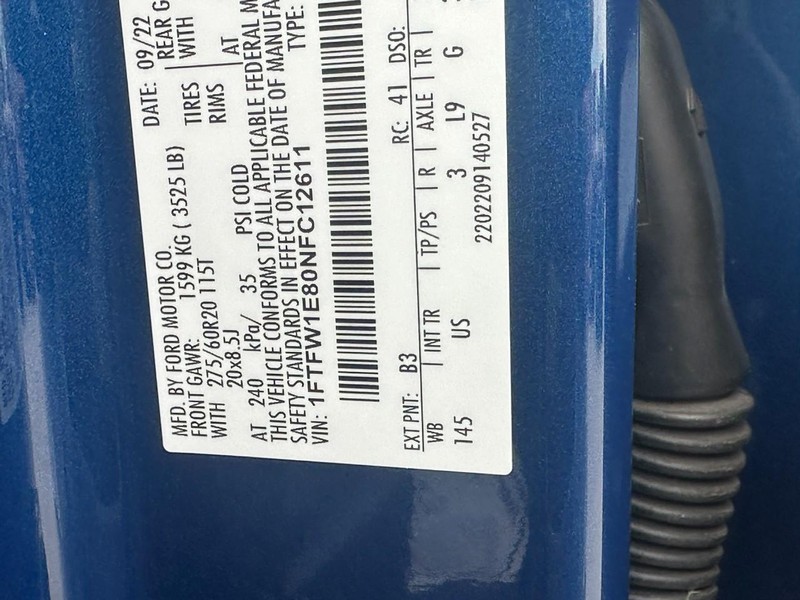 MFD. BY FORD MOTOR CO.
DATE: 09/22
FRONT GAWR: 1599 KG ( 3525 LB)
REAR G
WITH 275/60R20 115T
TIRES WITH
20x8.5J
RIMS
AT 240 kPa/ 35 PSI COLD
AT
THIS VEHICLE CONFORMS TO ALL APPLICABLE FEDERAL M
SAFETY STANDARDS IN EFFECT ON THE DATE OF MANUFA
VIN: 1FTFW1E80NFC12611
TYPE:
EXT PNT: B3
RC: 41 DSO:
WB | INT TR | TP/PS | R | AXLE | TR |
145 US 3 L9 G
2202209140527